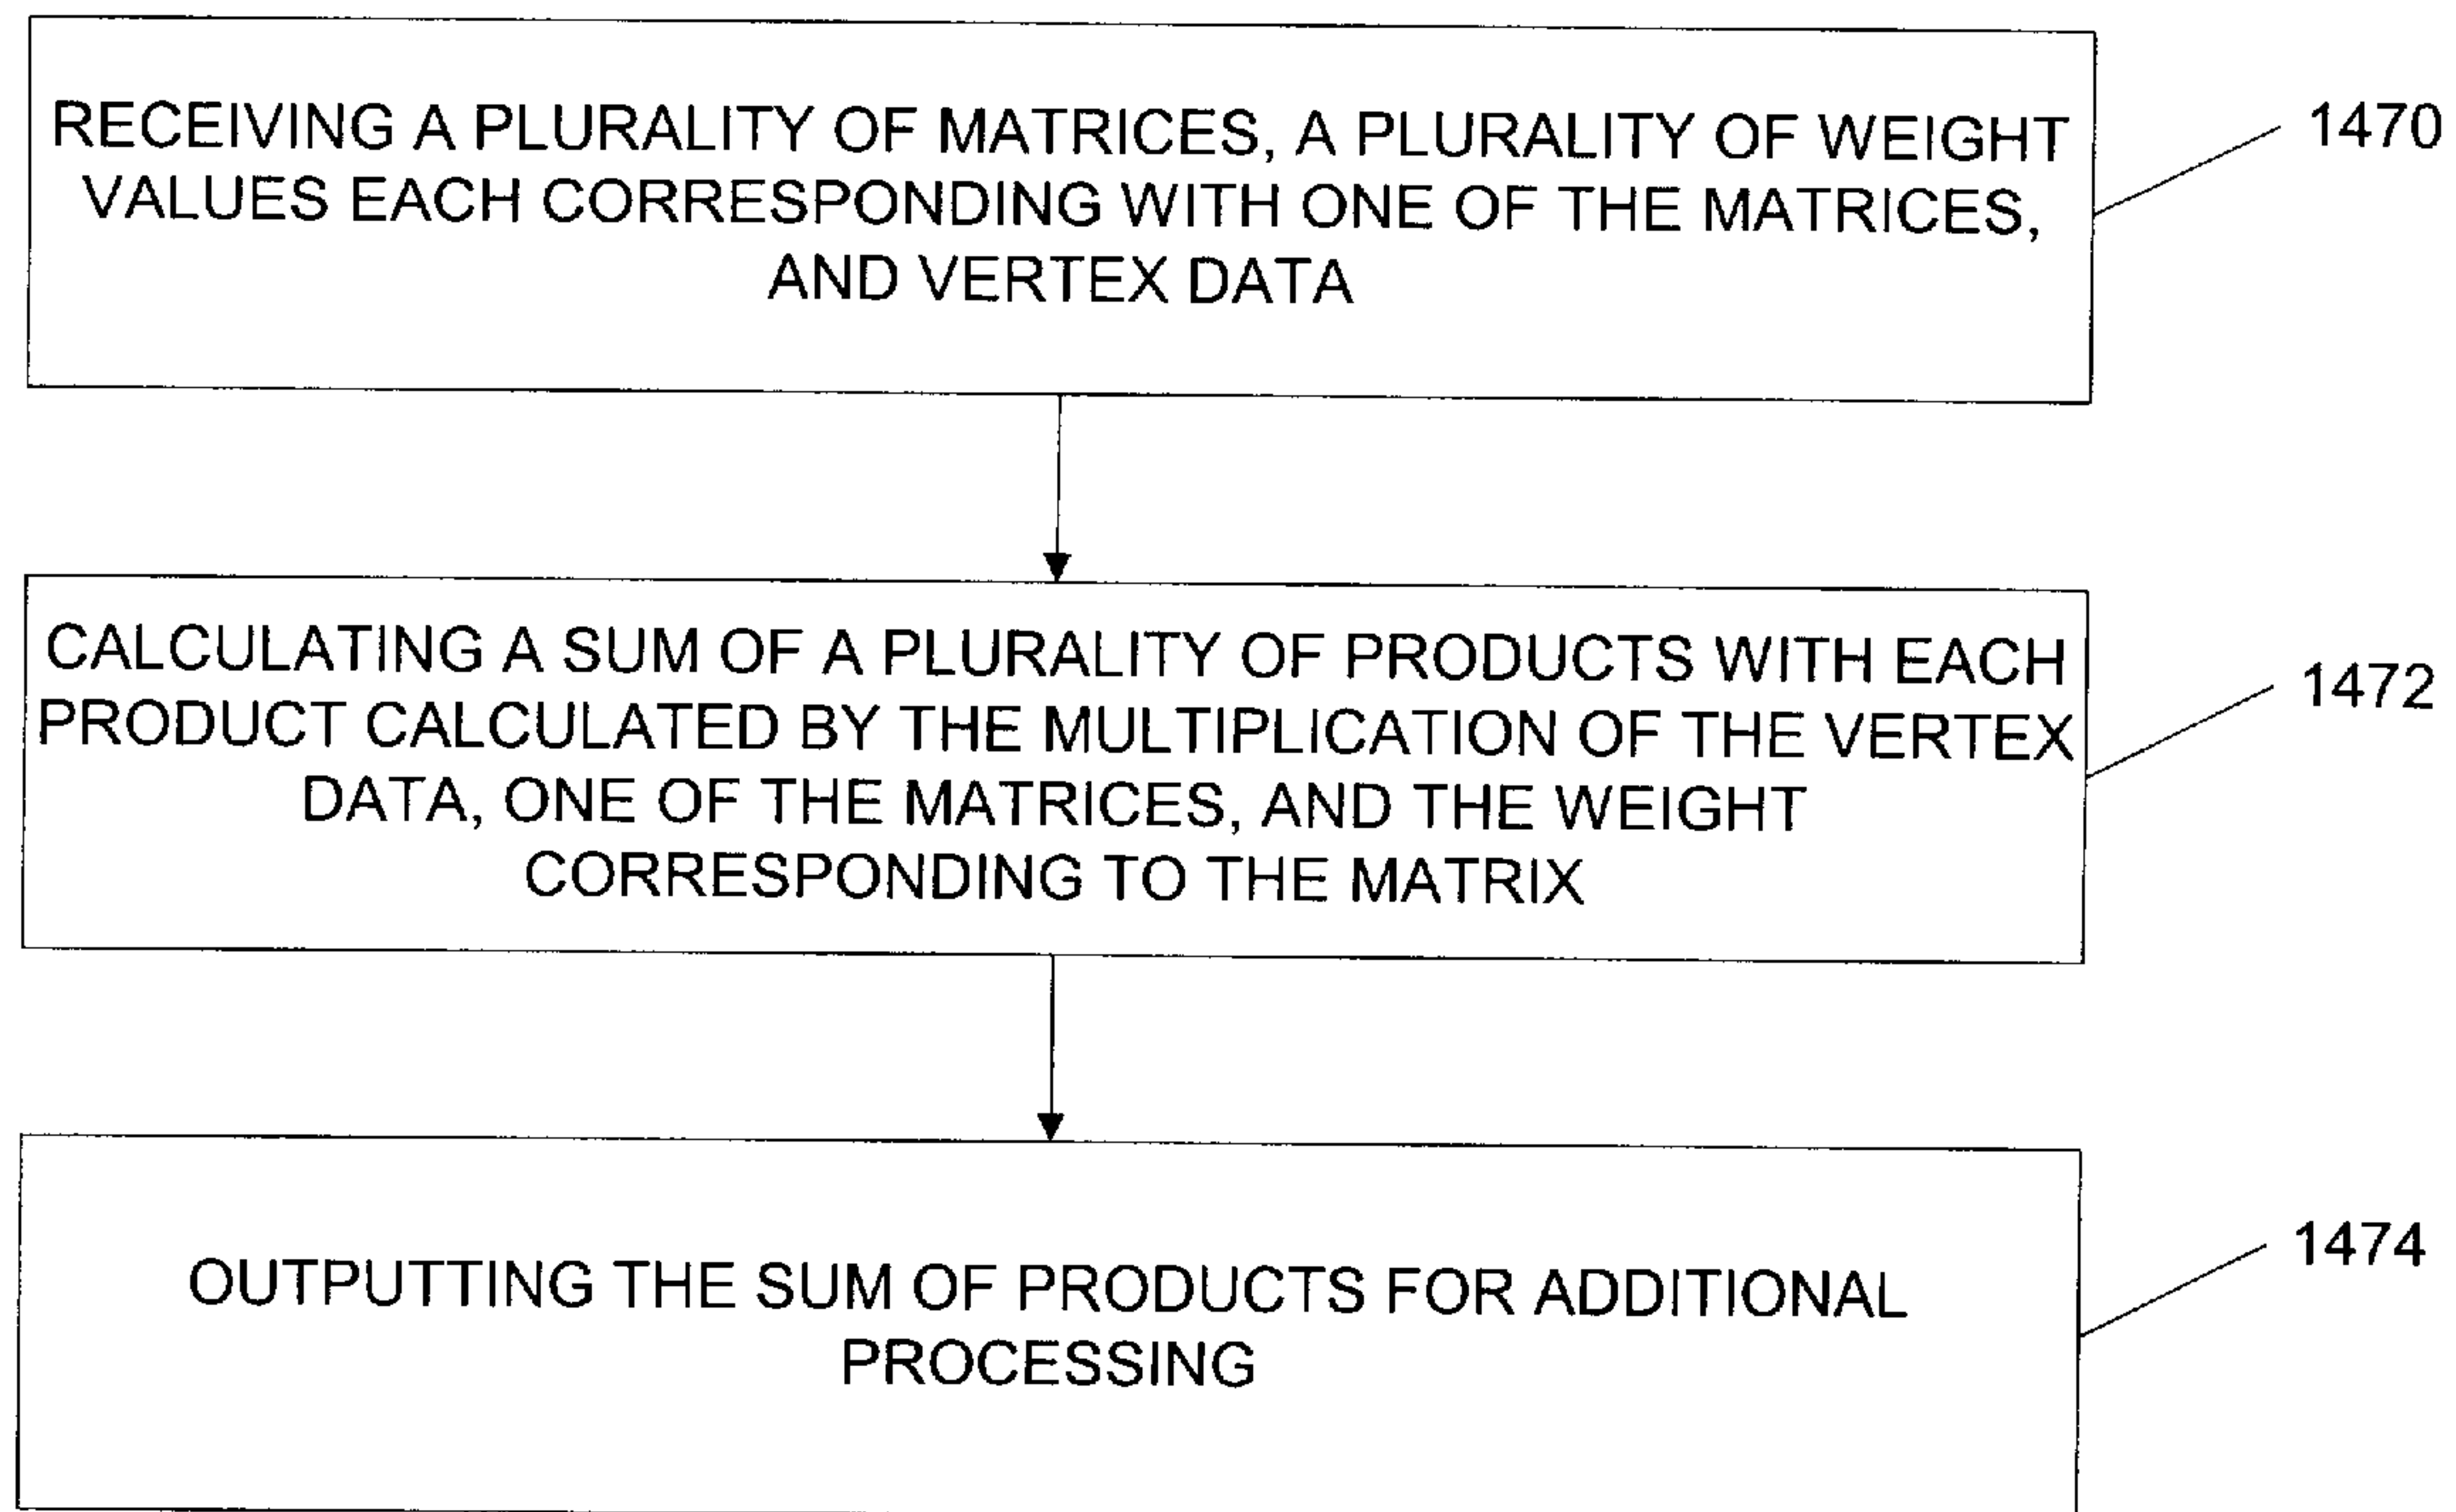 RECEIVING A PLURALITY OF MATRICES, A PLURALITY OF WEIGHT
VALUES EACH CORRESPONDING WITH ONE OF THE MATRICES,
AND VERTEX DATA
1470
CALCULATING A SUM OF A PLURALITY OF PRODUCTS WITH EACH
PRODUCT CALCULATED BY THE MULTIPLICATION OF THE VERTEX
DATA, ONE OF THE MATRICES, AND THE WEIGHT
CORRESPONDING TO THE MATRIX
1472
OUTPUTTING THE SUM OF PRODUCTS FOR ADDITIONAL
PROCESSING
1474